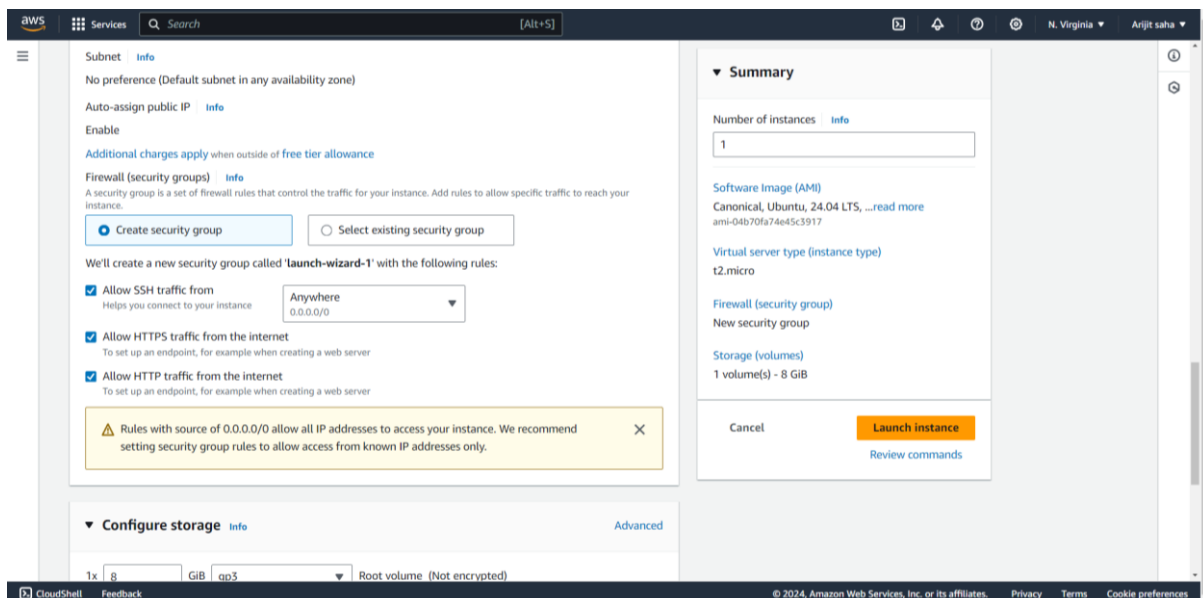 aws Services Search [Alt+S] N. Virginia Arijit saha
Subnet Info
No preference (Default subnet in any availability zone)
Auto-assign public IP Info
Enable
Additional charges apply when outside of free tier allowance
Firewall (security groups) Info
A security group is a set of firewall rules that control the traffic for your instance. Add rules to allow specific traffic to reach your
instance.
Create security group Select existing security group
We'll create a new security group called 'launch-wizard-1' with the following rules:
Allow SSH traffic from
Helps you connect to your instance
Anywhere
0.0.0.0/0
Allow HTTPS traffic from the internet
To set up an endpoint, for example when creating a web server
Allow HTTP traffic from the internet
To set up an endpoint, for example when creating a web server
Rules with source of 0.0.0.0/0 allow all IP addresses to access your instance. We recommend
setting security group rules to allow access from known IP addresses only.
Configure storage Info Advanced
1x 8 GiB gp3 Root volume (Not encrypted)
Summary
Number of instances Info
1
Software Image (AMI)
Canonical, Ubuntu, 24.04 LTS, ...read more
ami-04b70fa74e45c3917
Virtual server type (instance type)
t2.micro
Firewall (security group)
New security group
Storage (volumes)
1 volume(s) - 8 GiB
Cancel Launch instance
Review commands
CloudShell Feedback © 2024, Amazon Web Services, Inc. or its affiliates. Privacy Terms Cookie preferences